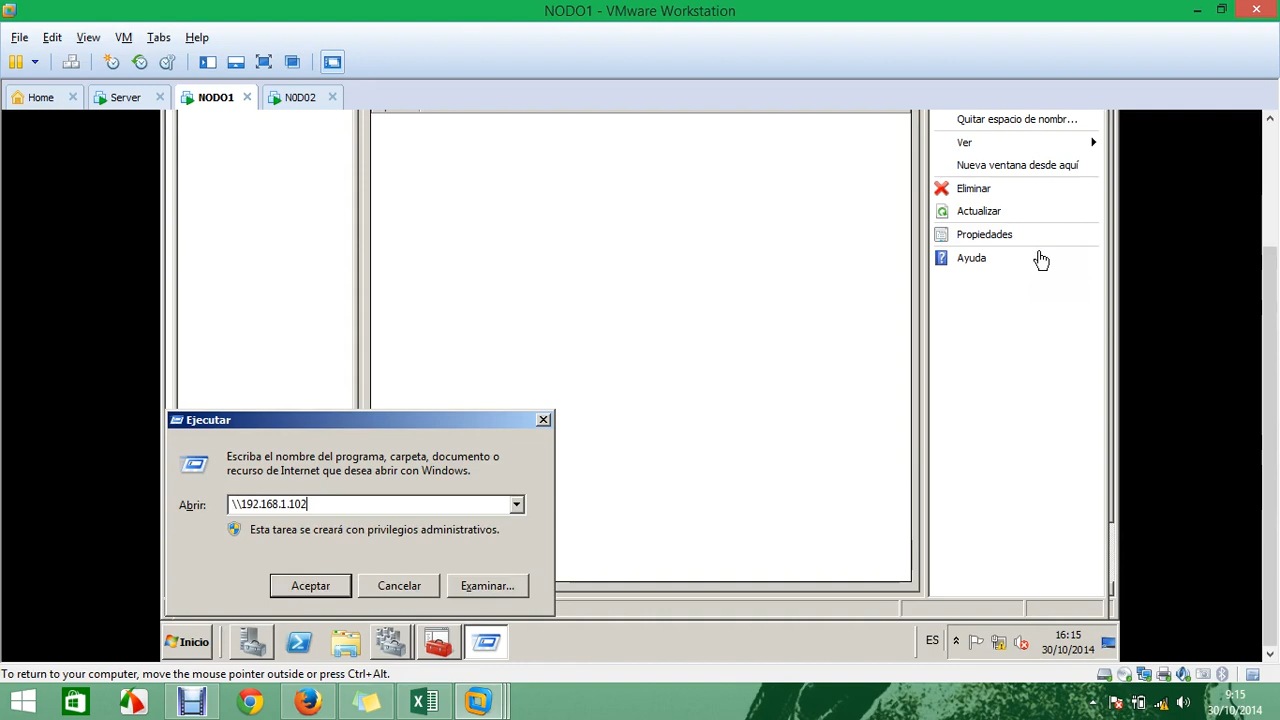 NODO1 - VMware Workstation
File Edit View VM Tabs Help
Home Server NODO1 N0D02
Quitar espacio de nombr...
Ver
Nueva ventana desde aquí
Eliminar
Actualizar
Propiedades
Ayuda
Ejecutar
Escriba el nombre del programa, carpeta, documento o
recurso de Internet que desea abrir con Windows.
Abrir: \\192.168.1.102
Esta tarea se creará con privilegios administrativos.
Aceptar Cancelar Examinar...
Inicio ES 16:15
30/10/2014
To return to your computer, move the mouse pointer outside or press Ctrl+Alt.
9:15
30/10/2014